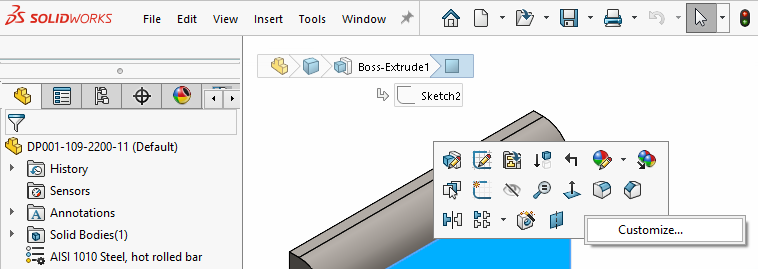 SOLIDWORKS File Edit View Insert Tools Window
Boss-Extrude1
Sketch2
DP001-109-2200-11 (Default)
History
Sensors
Annotations
Solid Bodies(1)
AISI 1010 Steel, hot rolled bar
Customize...